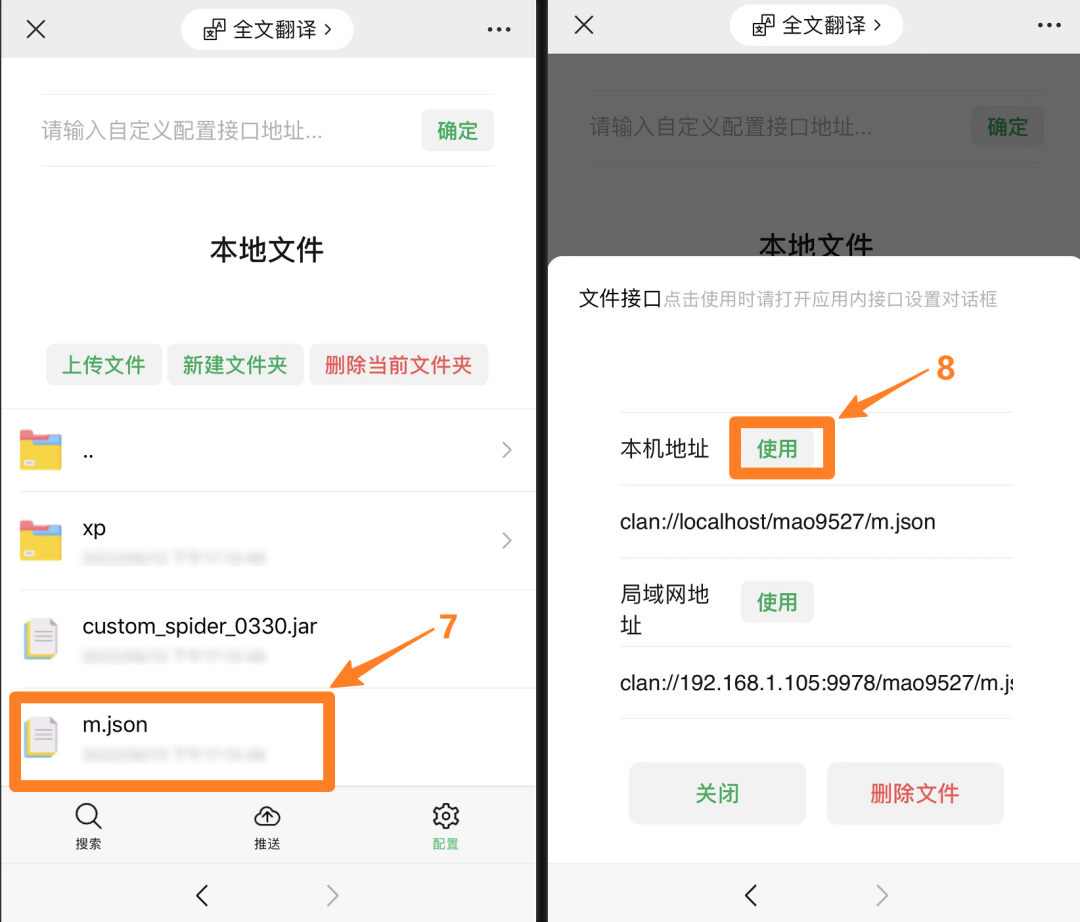 全文翻译 ›
请输入自定义配置接口地址...
确定
本地文件
上传文件
新建文件夹
删除当前文件夹
..
xp
custom_spider_0330.jar
7
m.json
搜索
推送
配置
全文翻译 ›
请输入自定义配置接口地址...
确定
本地文件
文件接口点击使用时请打开应用内接口设置对话框
8
本机地址
使用
clan://localhost/mao9527/m.json
局域网地
址
使用
clan://192.168.1.105:9978/mao9527/m.js
关闭
删除文件